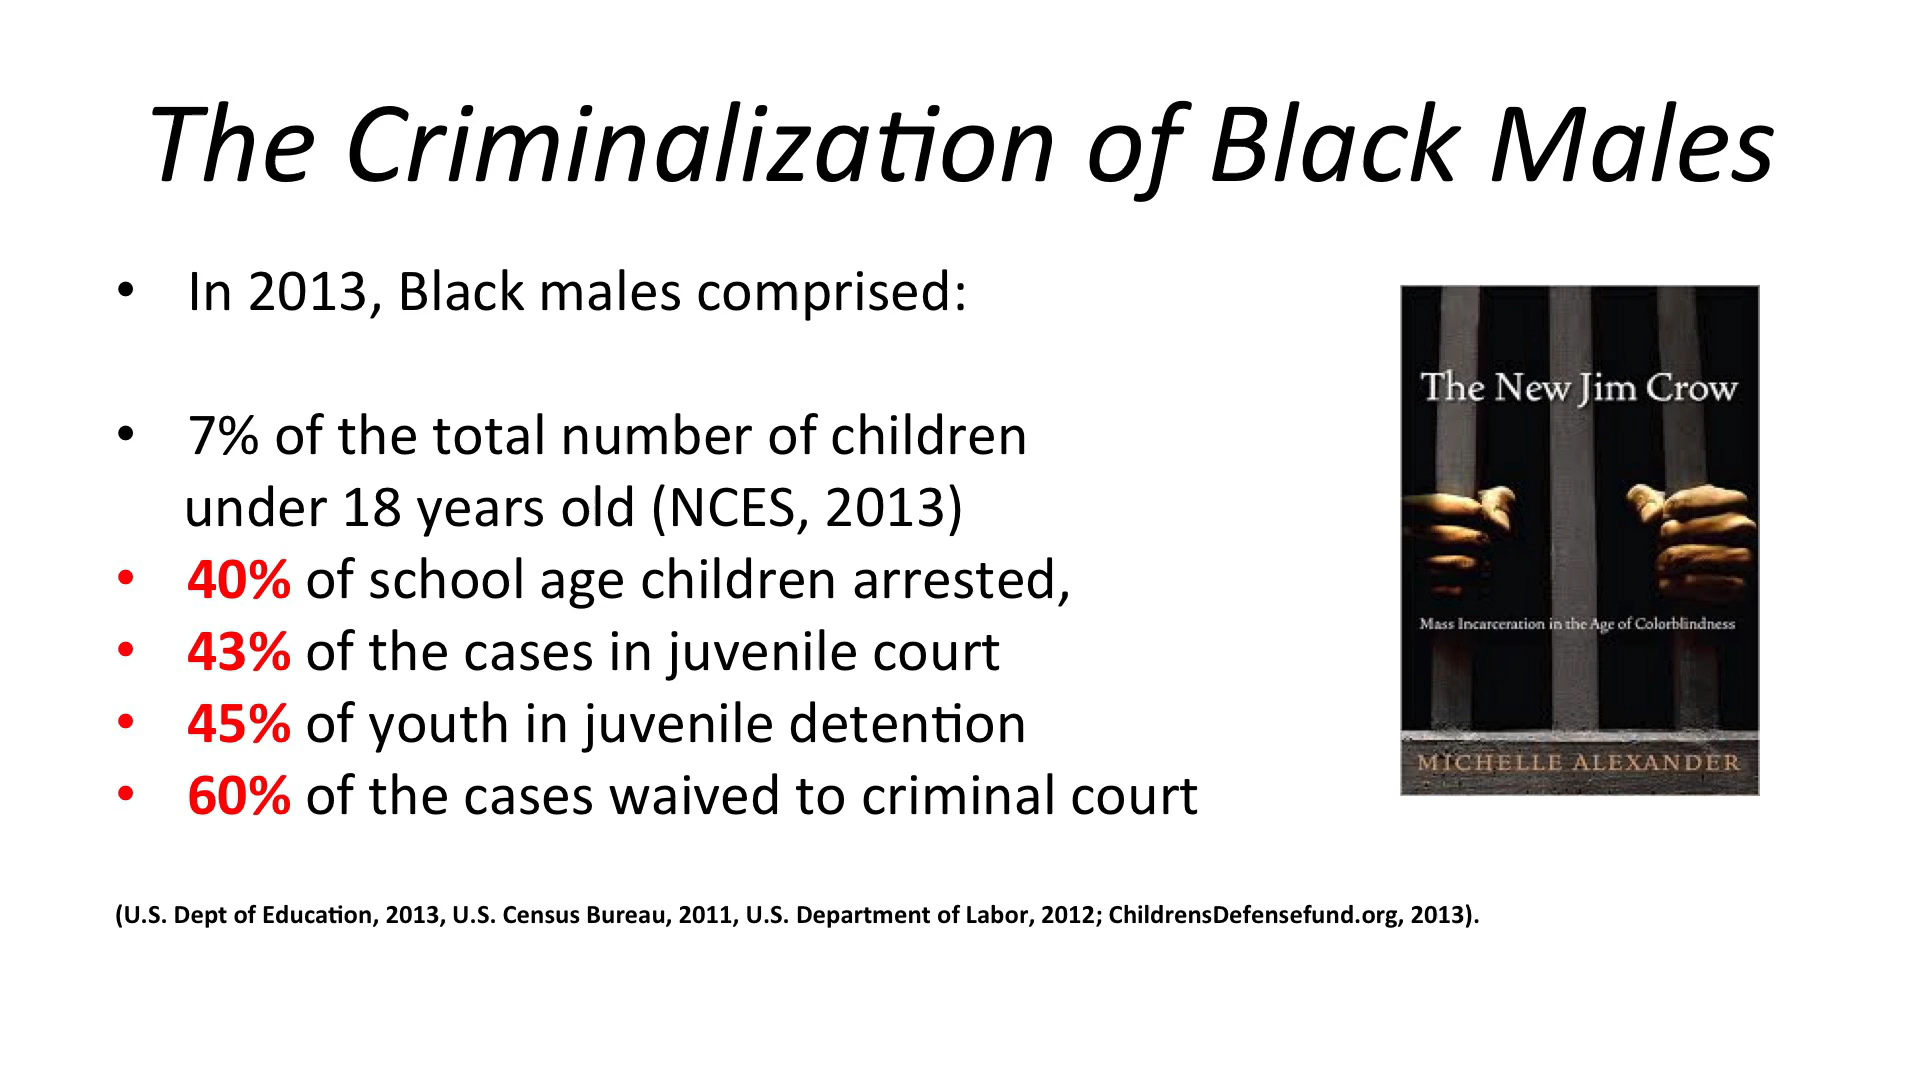 The Criminalization of Black Males
• In 2013, Black males comprised:
• 7% of the total number of children
under 18 years old (NCES, 2013)
• 40% of school age children arrested,
• 43% of the cases in juvenile court
• 45% of youth in juvenile detention
• 60% of the cases waived to criminal court
(U.S. Dept of Education, 2013, U.S. Census Bureau, 2011, U.S. Department of Labor, 2012; ChildrensDefensefund.org, 2013).
The New Jim Crow
Mass Incarceration in the Age of Colorblindness
MICHELLE ALEXANDER